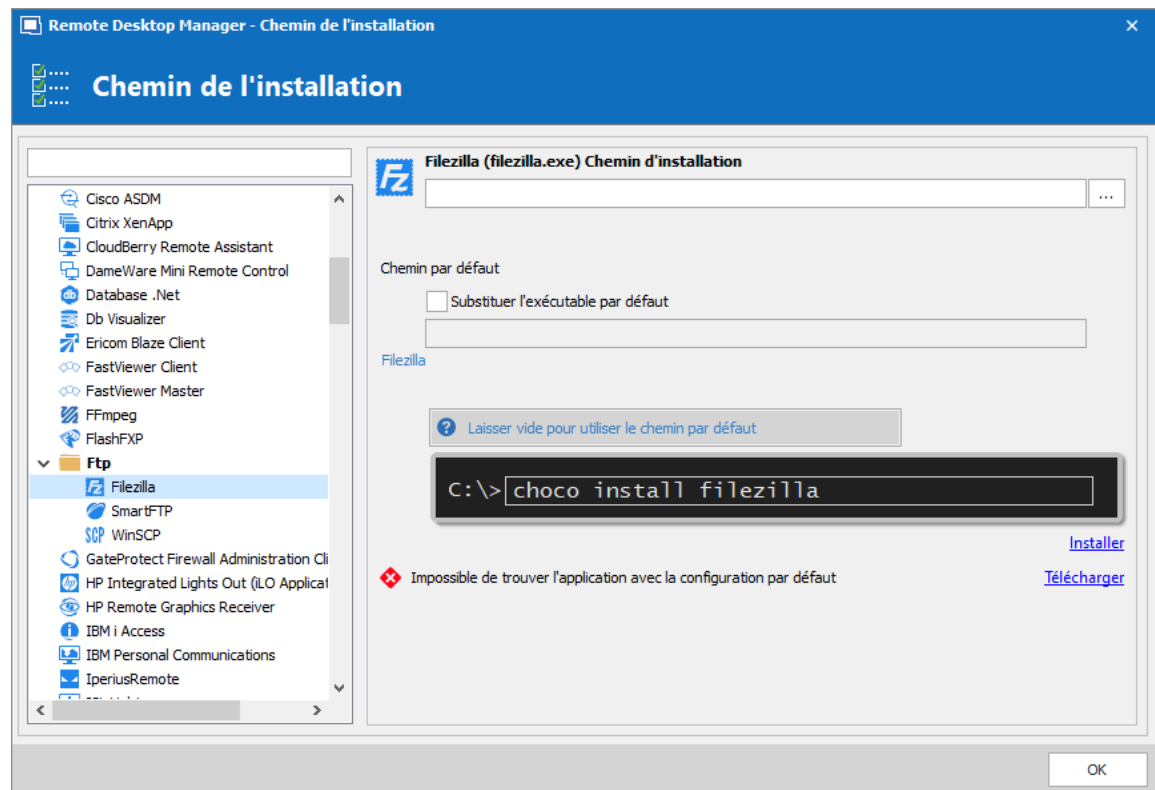 Remote Desktop Manager - Chemin de l'installation
Chemin de l'installation
Cisco ASDM
Citrix XenApp
CloudBerry Remote Assistant
DameWare Mini Remote Control
Database .Net
Db Visualizer
Ericom Blaze Client
FastViewer Client
FastViewer Master
FFmpeg
FlashFXP
Ftp
Filezilla
SmartFTP
SCP WinSCP
GateProtect Firewall Administration Cli
HP Integrated Lights Out (iLO Applicat
HP Remote Graphics Receiver
IBM i Access
IBM Personal Communications
IperiusRemote
Filezilla (filezilla.exe) Chemin d'installation
...
Chemin par défaut
Substituer l'exécutable par défaut
Filezilla
Laisser vide pour utiliser le chemin par défaut
C:\>choco install filezilla
Installer
Impossible de trouver l'application avec la configuration par défaut
Télécharger
OK